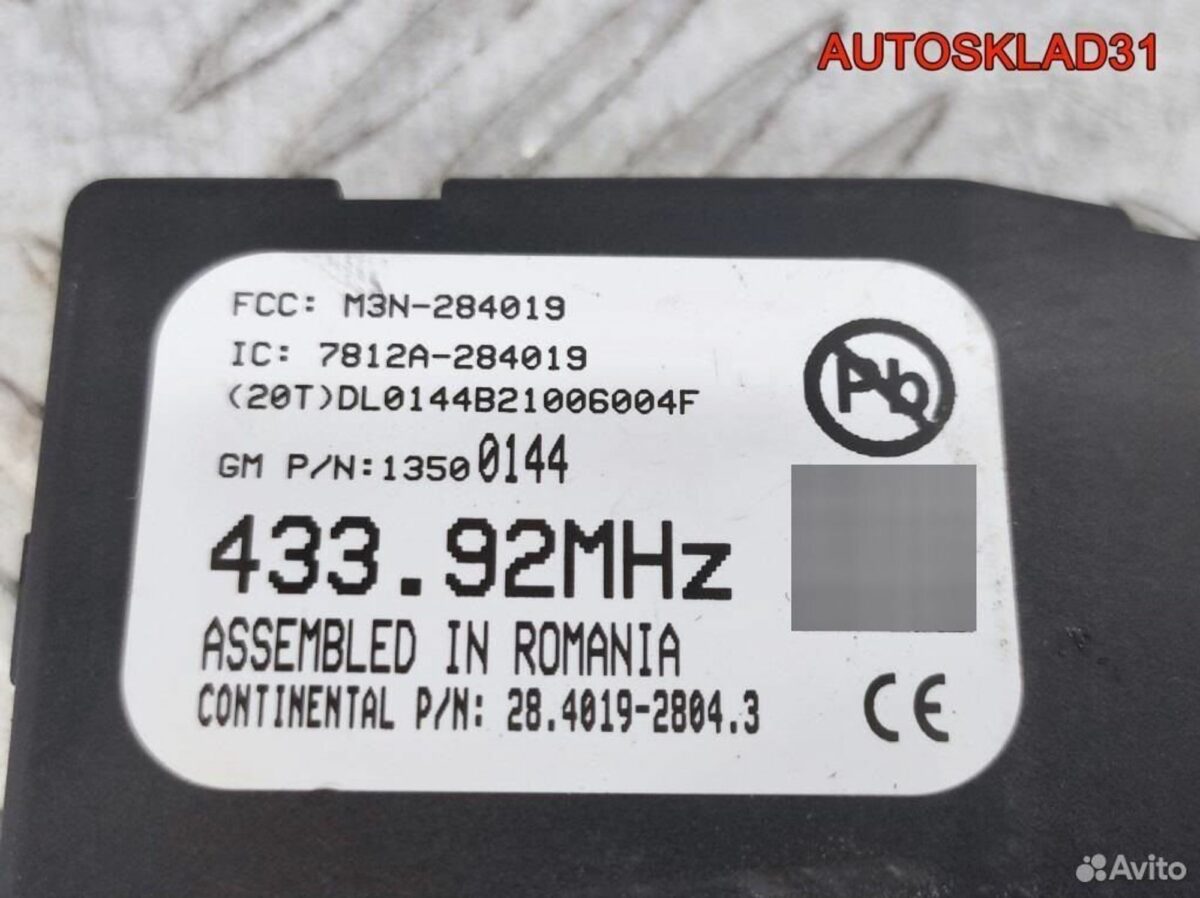 AUTOSKLAD31
FCC: M3N-284019
IC: 7812A-284019
(20T)DL0144B21006004F
Pb
GM P/N:13500144
433.92MHz
ASSEMBLED IN ROMANIA
CONTINENTAL P/N: 28.4019-2804.3
CE
Avito